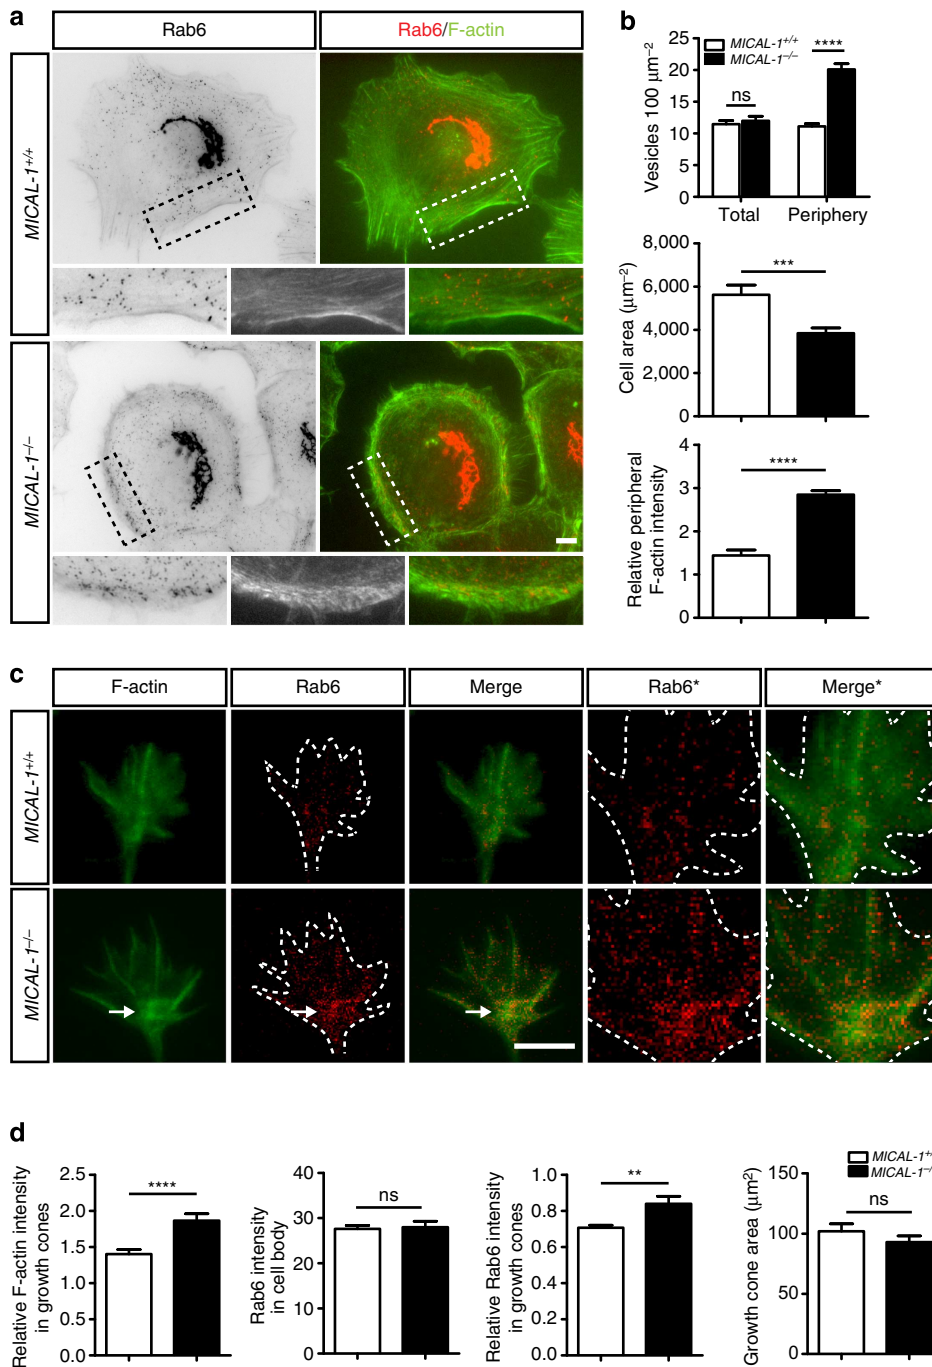 a
Rab6
Rab6/F-actin
MICAL-1+/+
MICAL-1–/–
b
Vesicles 100 μm–2
25
20
15
10
5
0
MICAL-1+/+
MICAL-1–/–
ns
****
Total
Periphery
Cell area (μm–2)
8,000
6,000
4,000
2,000
0
***
Relative peripheral
F-actin intensity
4
3
2
1
0
****
c
F-actin
Rab6
Merge
Rab6*
Merge*
MICAL-1+/+
MICAL-1–/–
d
Relative F-actin intensity
in growth cones
2.5
2.0
1.5
1.0
0.5
0.0
****
Rab6 intensity
in cell body
40
30
20
10
0
ns
Relative Rab6 intensity
in growth cones
1.0
0.8
0.6
0.4
0.2
0.0
**
Growth cone area (μm2)
150
100
50
0
MICAL-1+/
MICAL-1–/
ns